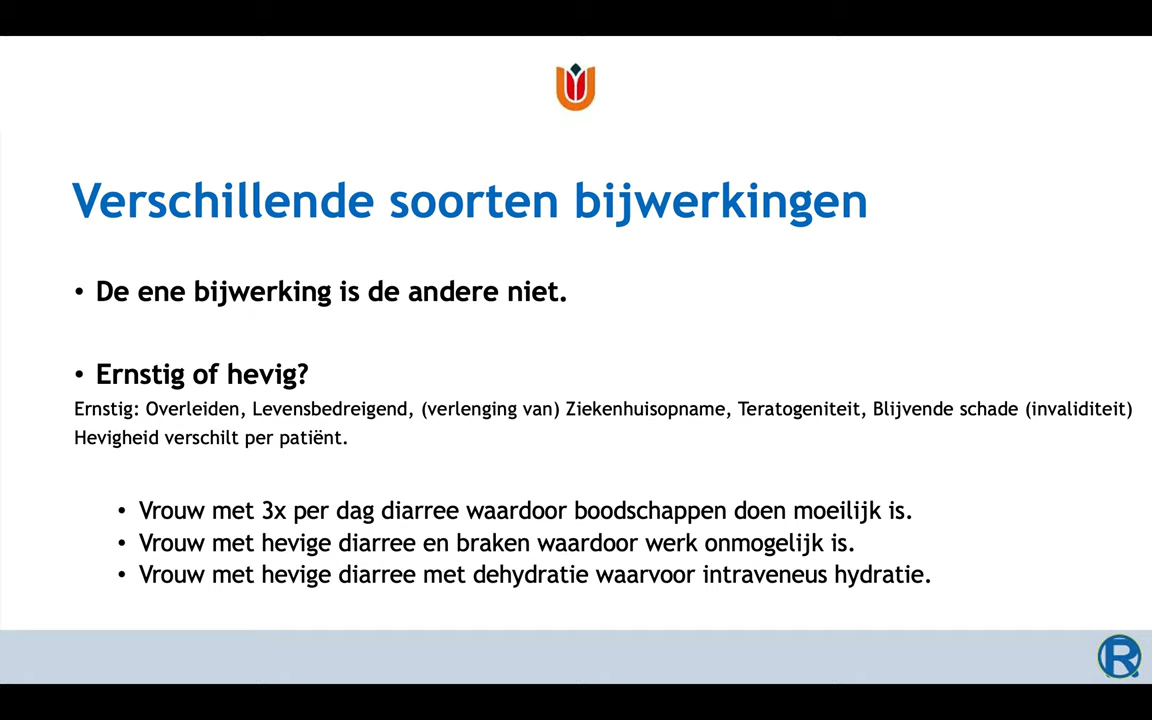 Verschillende soorten bijwerkingen
• De ene bijwerking is de andere niet.
• Ernstig of hevig?
Ernstig: Overleiden, Levensbedreigend, (verlenging van) Ziekenhuisopname, Teratogeniteit, Blijvende schade (invaliditeit)
Hevigheid verschilt per patiënt.
• Vrouw met 3x per dag diarree waardoor boodschappen doen moeilijk is.
• Vrouw met hevige diarree en braken waardoor werk onmogelijk is.
• Vrouw met hevige diarree met dehydratie waarvoor intraveneus hydratie.
R